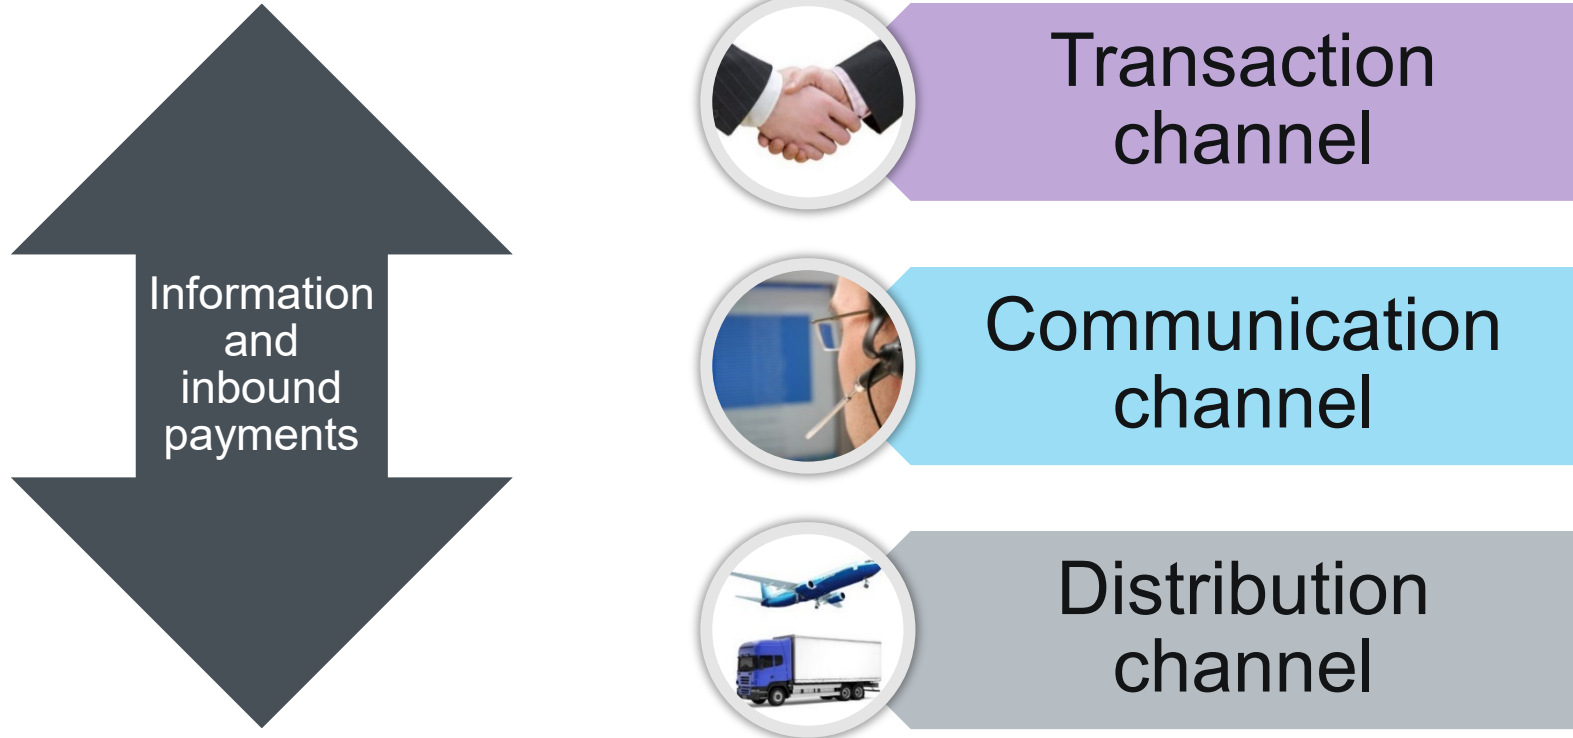 Information
and
inbound
payments
Transaction
channel
Communication
channel
Distribution
channel